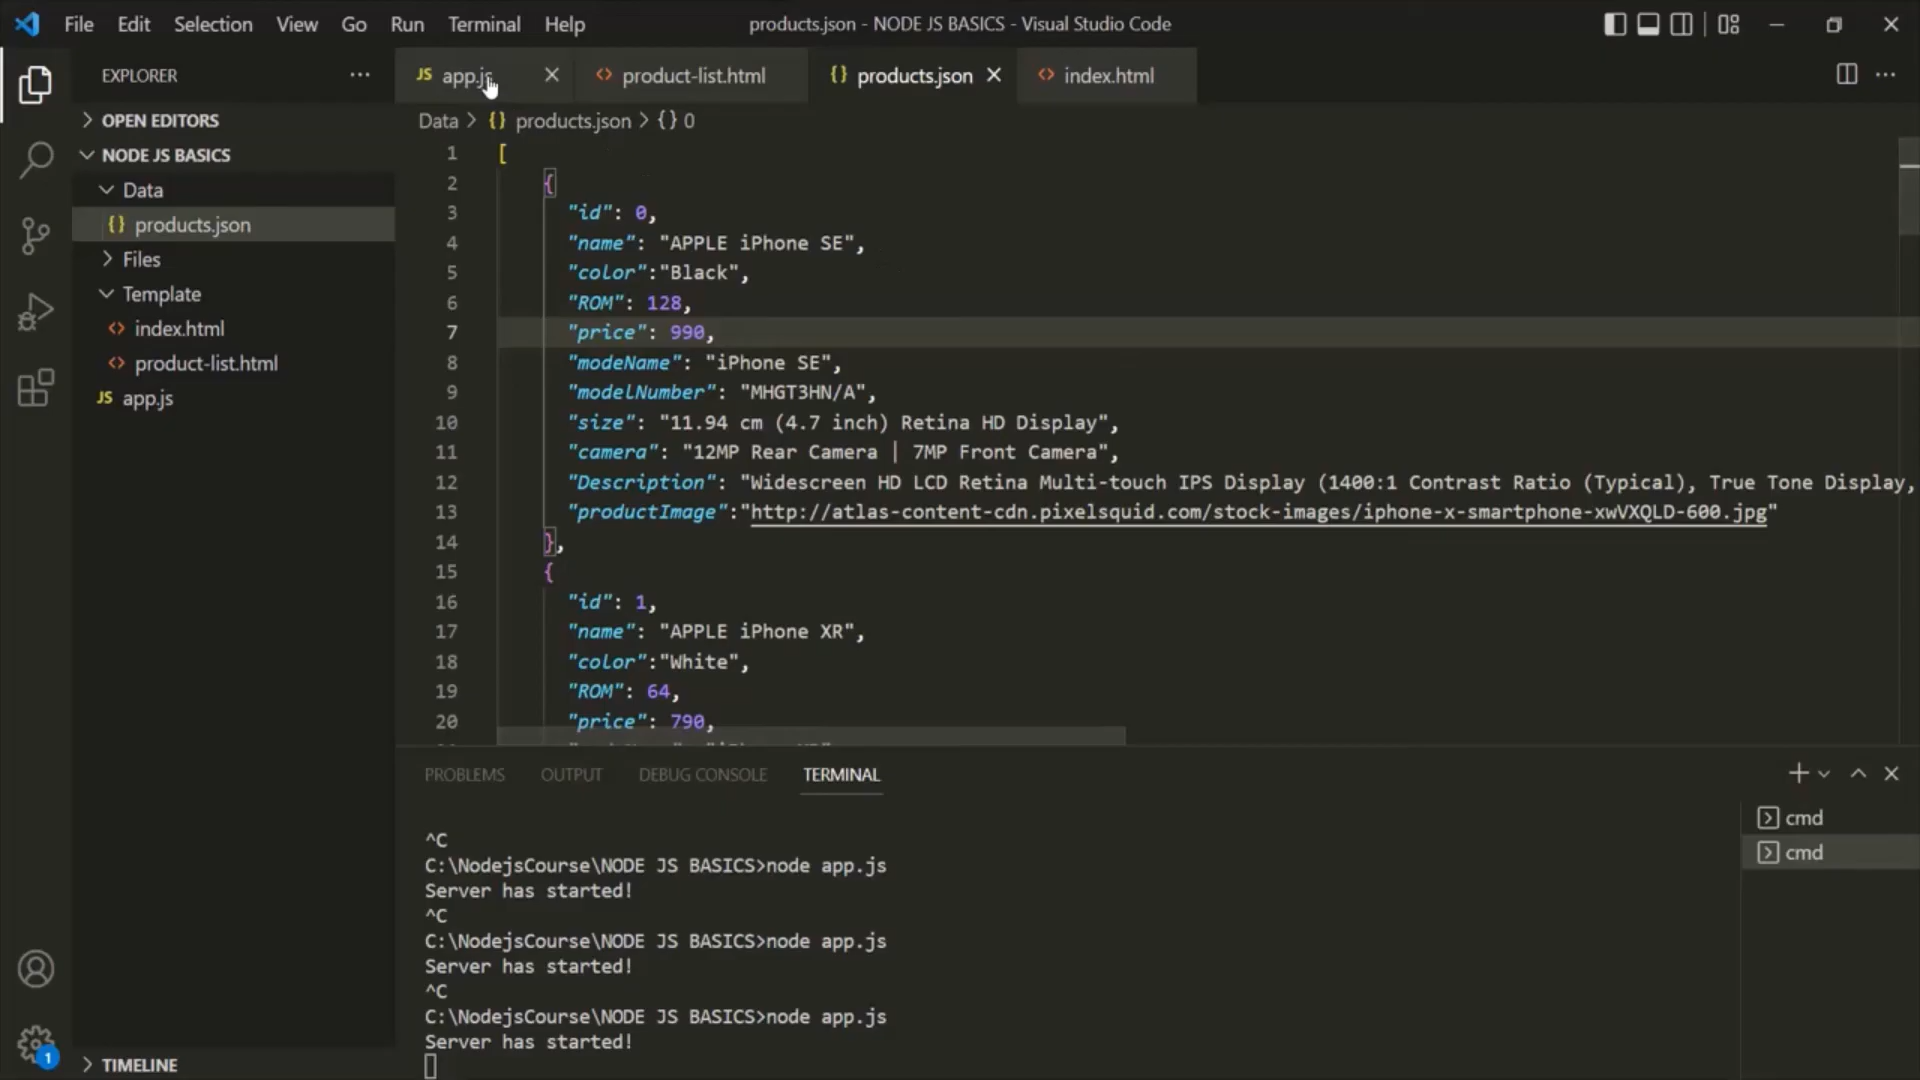 File Edit Selection View Go Run Terminal Help products.json - NODE JS BASICS - Visual Studio Code
EXPLORER
JS app.js
<> product-list.html
{} products.json
<> index.html
OPEN EDITORS
NODE JS BASICS
Data
{} products.json
Files
Template
<> index.html
<> product-list.html
JS app.js
TIMELINE
1
Data > {} products.json > {} 0
1 [
2 {
3 "id": 0,
4 "name": "APPLE iPhone SE",
5 "color":"Black",
6 "ROM": 128,
7 "price": 990,
8 "modeName": "iPhone SE",
9 "modelNumber": "MHGT3HN/A",
10 "size": "11.94 cm (4.7 inch) Retina HD Display",
11 "camera": "12MP Rear Camera | 7MP Front Camera",
12 "Description": "Widescreen HD LCD Retina Multi-touch IPS Display (1400:1 Contrast Ratio (Typical), True Tone Display,
13 "productImage":"http://atlas-content-cdn.pixelsquid.com/stock-images/iphone-x-smartphone-xwVXQLD-600.jpg"
14 },
15 {
16 "id": 1,
17 "name": "APPLE iPhone XR",
18 "color":"White",
19 "ROM": 64,
20 "price": 790,
PROBLEMS OUTPUT DEBUG CONSOLE TERMINAL
^C
C:\NodejsCourse\NODE JS BASICS>node app.js
Server has started!
^C
C:\NodejsCourse\NODE JS BASICS>node app.js
Server has started!
^C
C:\NodejsCourse\NODE JS BASICS>node app.js
Server has started!
cmd
cmd